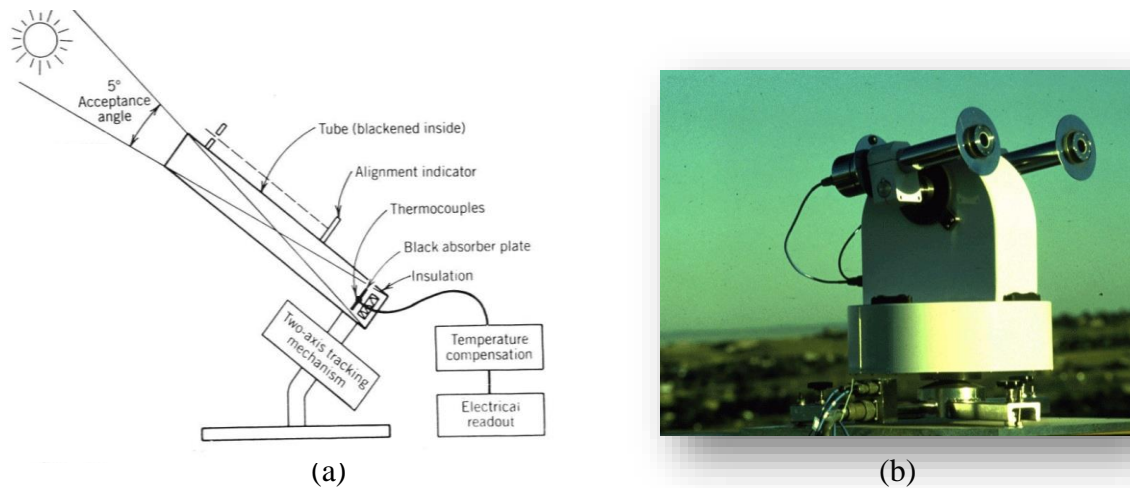 5°
Acceptance
angle
Tube (blackened inside)
Alignment indicator
Thermocouples
Black absorber plate
Insulation
Two-axis tracking
mechanism
Temperature
compensation
Electrical
readout
(a)
(b)